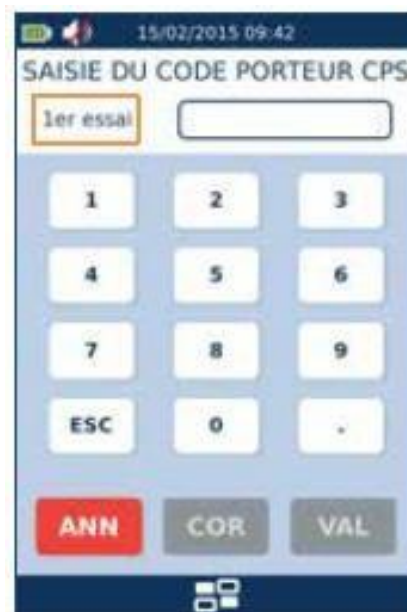 15/02/2015 09:42
SAISIE DU CODE PORTEUR CPS
1er essai
1 2 3
4 5 6
7 8 9
ESC 0 .
ANN COR VAL